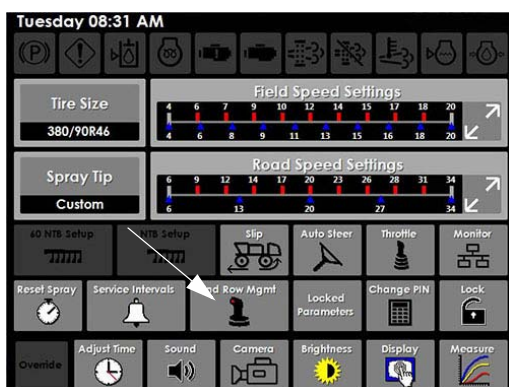 Tuesday 08:31 AM
(P)
Tire Size
380/90R46
Field Speed Settings
4 6 7 9 10 12 14 15 17 18 20
4 6 8 9 11 13 15 16 18 20
Spray Tip
Custom
Road Speed Settings
6 9 12 14 17 20 23 26 28 31 34
6 13 20 27 34
60 NTB Setup
NTB Setup
Slip
Auto Steer
Throttle
Monitor
Reset Spray
Service Intervals
nd Row Mgmt
Locked
Parameters
Change PIN
Lock
Override
Adjust Time
Sound
Camera
Brightness
Display
Measure